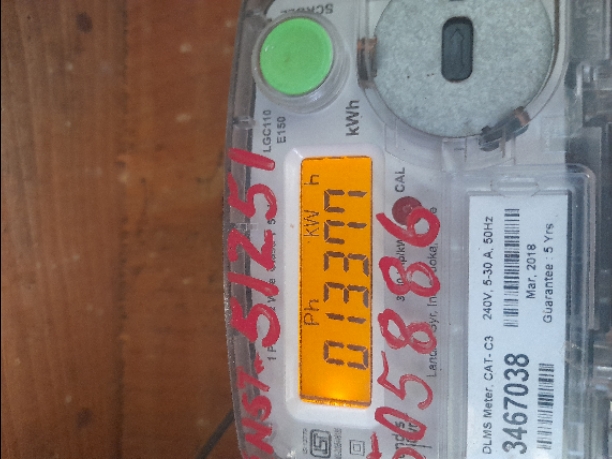 SCROLL
LGC110
E150
kWh
INST. 51251
Ph kW h
013377
CAL
605886
DLMS Meter, CAT- C3 240V, 5-30 A, 50Hz
3467038
Mar, 2018
Guarantee : 5 Yrs